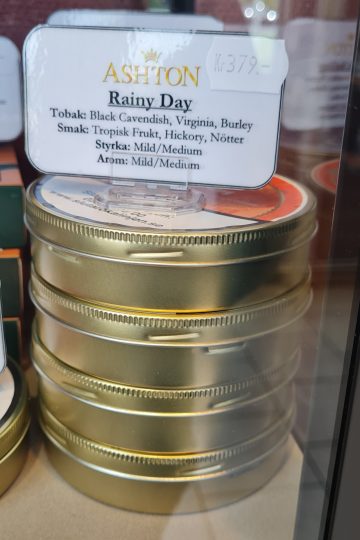 ASHTON
Kr 379.-
Rainy Day
Tobak: Black Cavendish, Virginia, Burley
Smak: Tropisk Frukt, Hickory, Nötter
Styrka: Mild/Medium
Arom: Mild/Medium